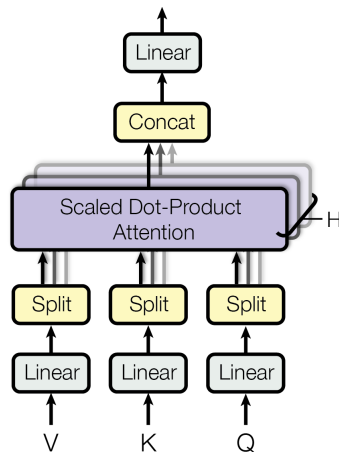 Linear
Concat
Scaled Dot-Product
Attention
H
Split Split Split
Linear Linear Linear
V K Q